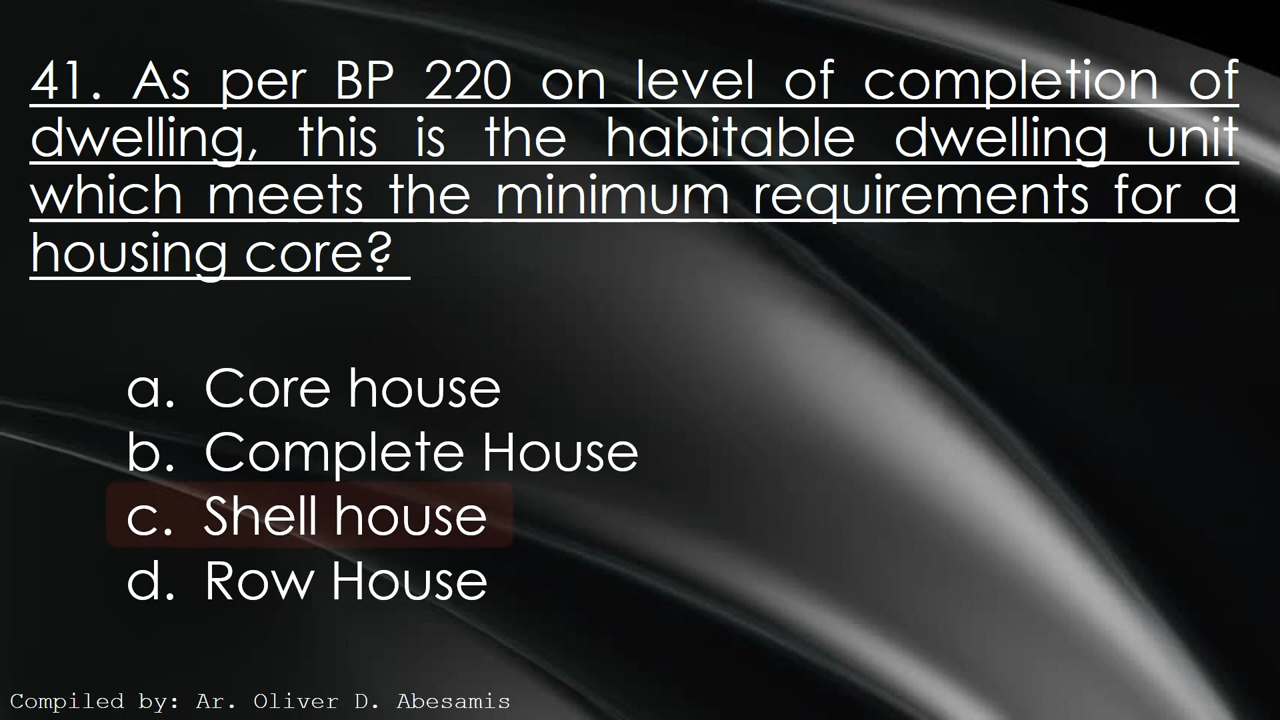 41. As per BP 220 on level of completion of
dwelling, this is the habitable dwelling unit
which meets the minimum requirements for a
housing core?
a. Core house
b. Complete House
c. Shell house
d. Row House
Compiled by: Ar. Oliver D. Abesamis